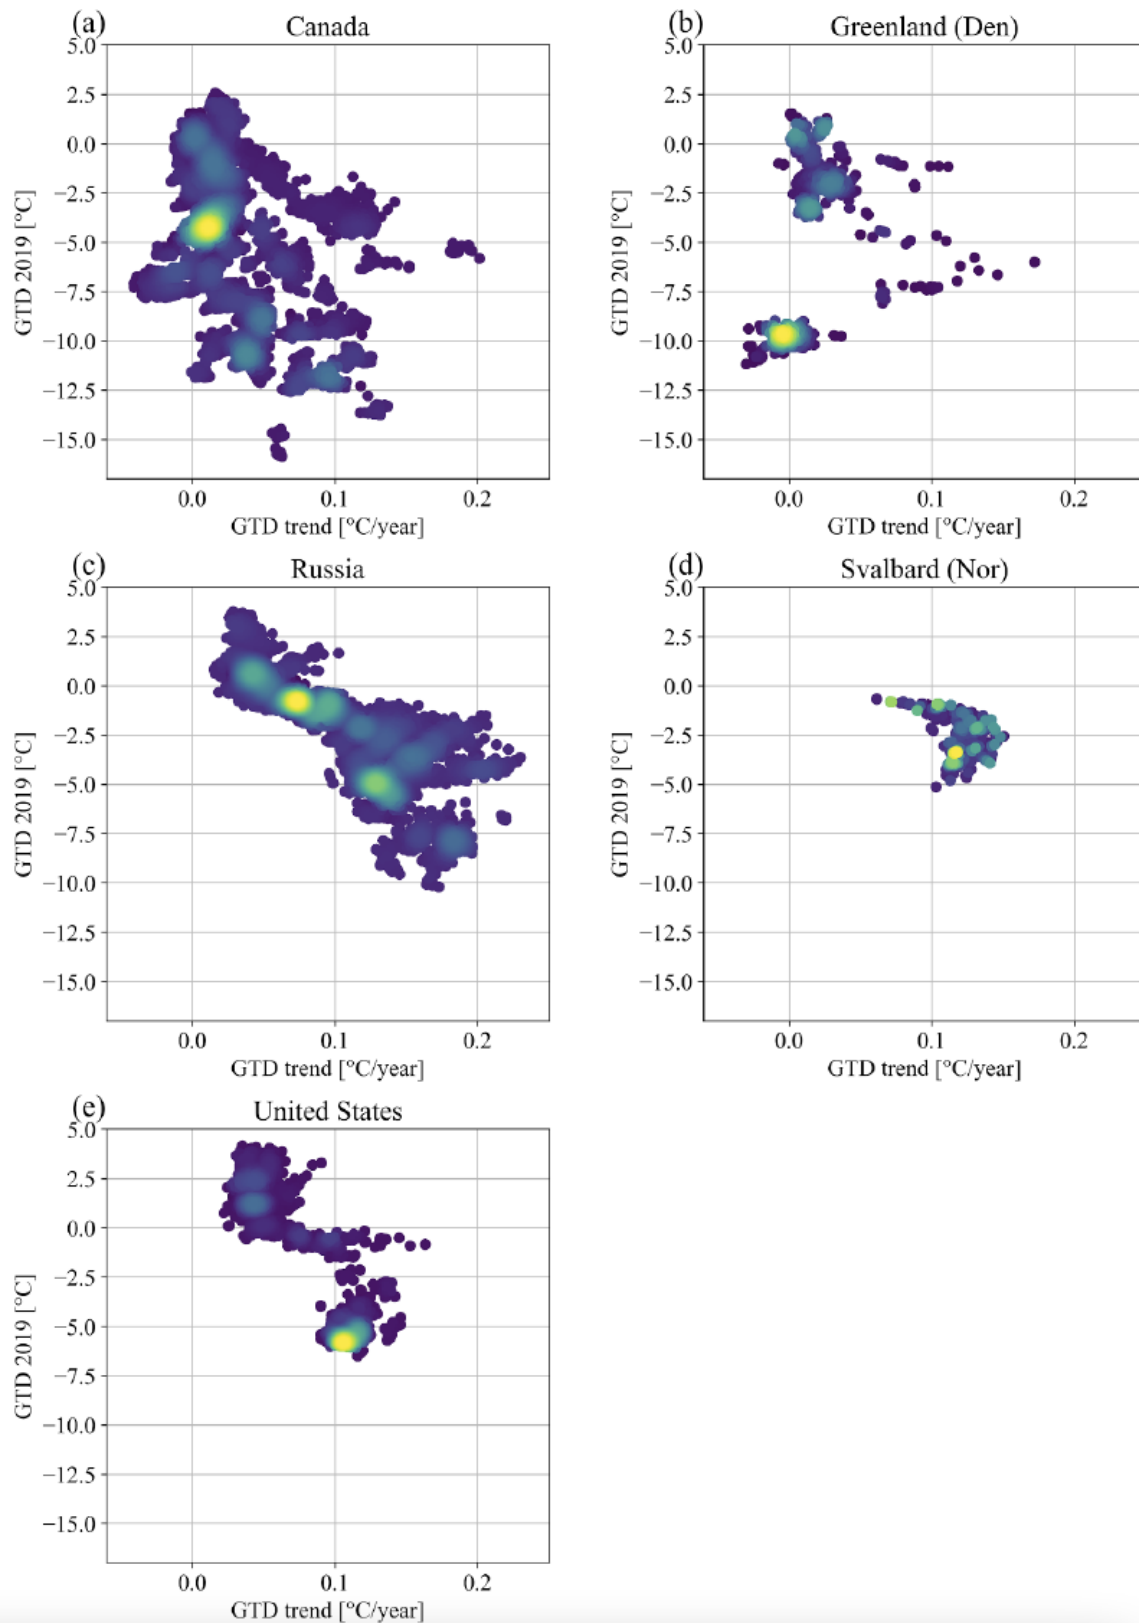 (a) Canada
5.0
2.5
0.0
−2.5
−5.0
−7.5
−10.0
−12.5
−15.0
GTD 2019 [°C]
0.0 0.1 0.2
GTD trend [°C/year]
(b) Greenland (Den)
5.0
2.5
0.0
−2.5
−5.0
−7.5
−10.0
−12.5
−15.0
GTD 2019 [°C]
0.0 0.1 0.2
GTD trend [°C/year]
(c) Russia
5.0
2.5
0.0
−2.5
−5.0
−7.5
−10.0
−12.5
−15.0
GTD 2019 [°C]
0.0 0.1 0.2
GTD trend [°C/year]
(d) Svalbard (Nor)
5.0
2.5
0.0
−2.5
−5.0
−7.5
−10.0
−12.5
−15.0
GTD 2019 [°C]
0.0 0.1 0.2
GTD trend [°C/year]
(e) United States
5.0
2.5
0.0
−2.5
−5.0
−7.5
−10.0
−12.5
−15.0
GTD 2019 [°C]
0.0 0.1 0.2
GTD trend [°C/year]